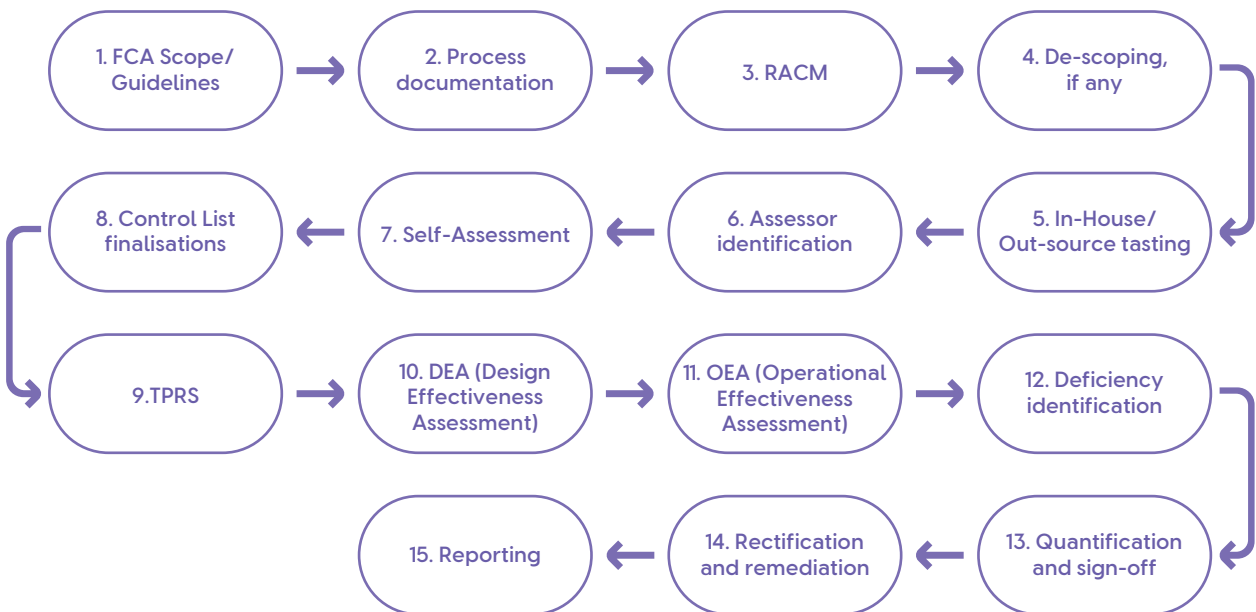 1. FCA Scope/
Guidelines
2. Process
documentation
3. RACM
4. De-scoping,
if any
5. In-House/
Out-source tasting
6. Assessor
identification
7. Self-Assessment
8. Control List
finalisations
9.TPRS
10. DEA (Design
Effectiveness
Assessment)
11. OEA (Operational
Effectiveness
Assessment)
12. Deficiency
identification
13. Quantification
and sign-off
14. Rectification
and remediation
15. Reporting